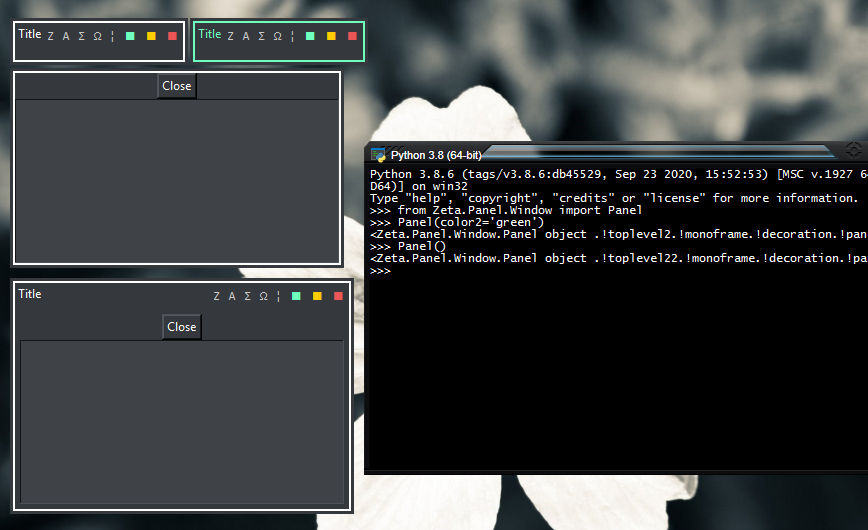 Title Z A Σ Ω ¦ ■ ■ ■
Title Z A Σ Ω ¦ ■ ■ ■
Close
Title Z A Σ Ω ¦ ■ ■ ■
Close
Python 3.8 (64-bit)
Python 3.8.6 (tags/v3.8.6:db45529, Sep 23 2020, 15:52:53) [MSC v.1927 6
D64)] on win32
Type "help", "copyright", "credits" or "license" for more information.
>>> from Zeta.Panel.Window import Panel
>>> Panel(color2='green')
<Zeta.Panel.Window.Panel object .!toplevel2.!monoframe.!decoration.!pa
>>> Panel()
<Zeta.Panel.Window.Panel object .!toplevel22.!monoframe.!decoration.!pa
>>>